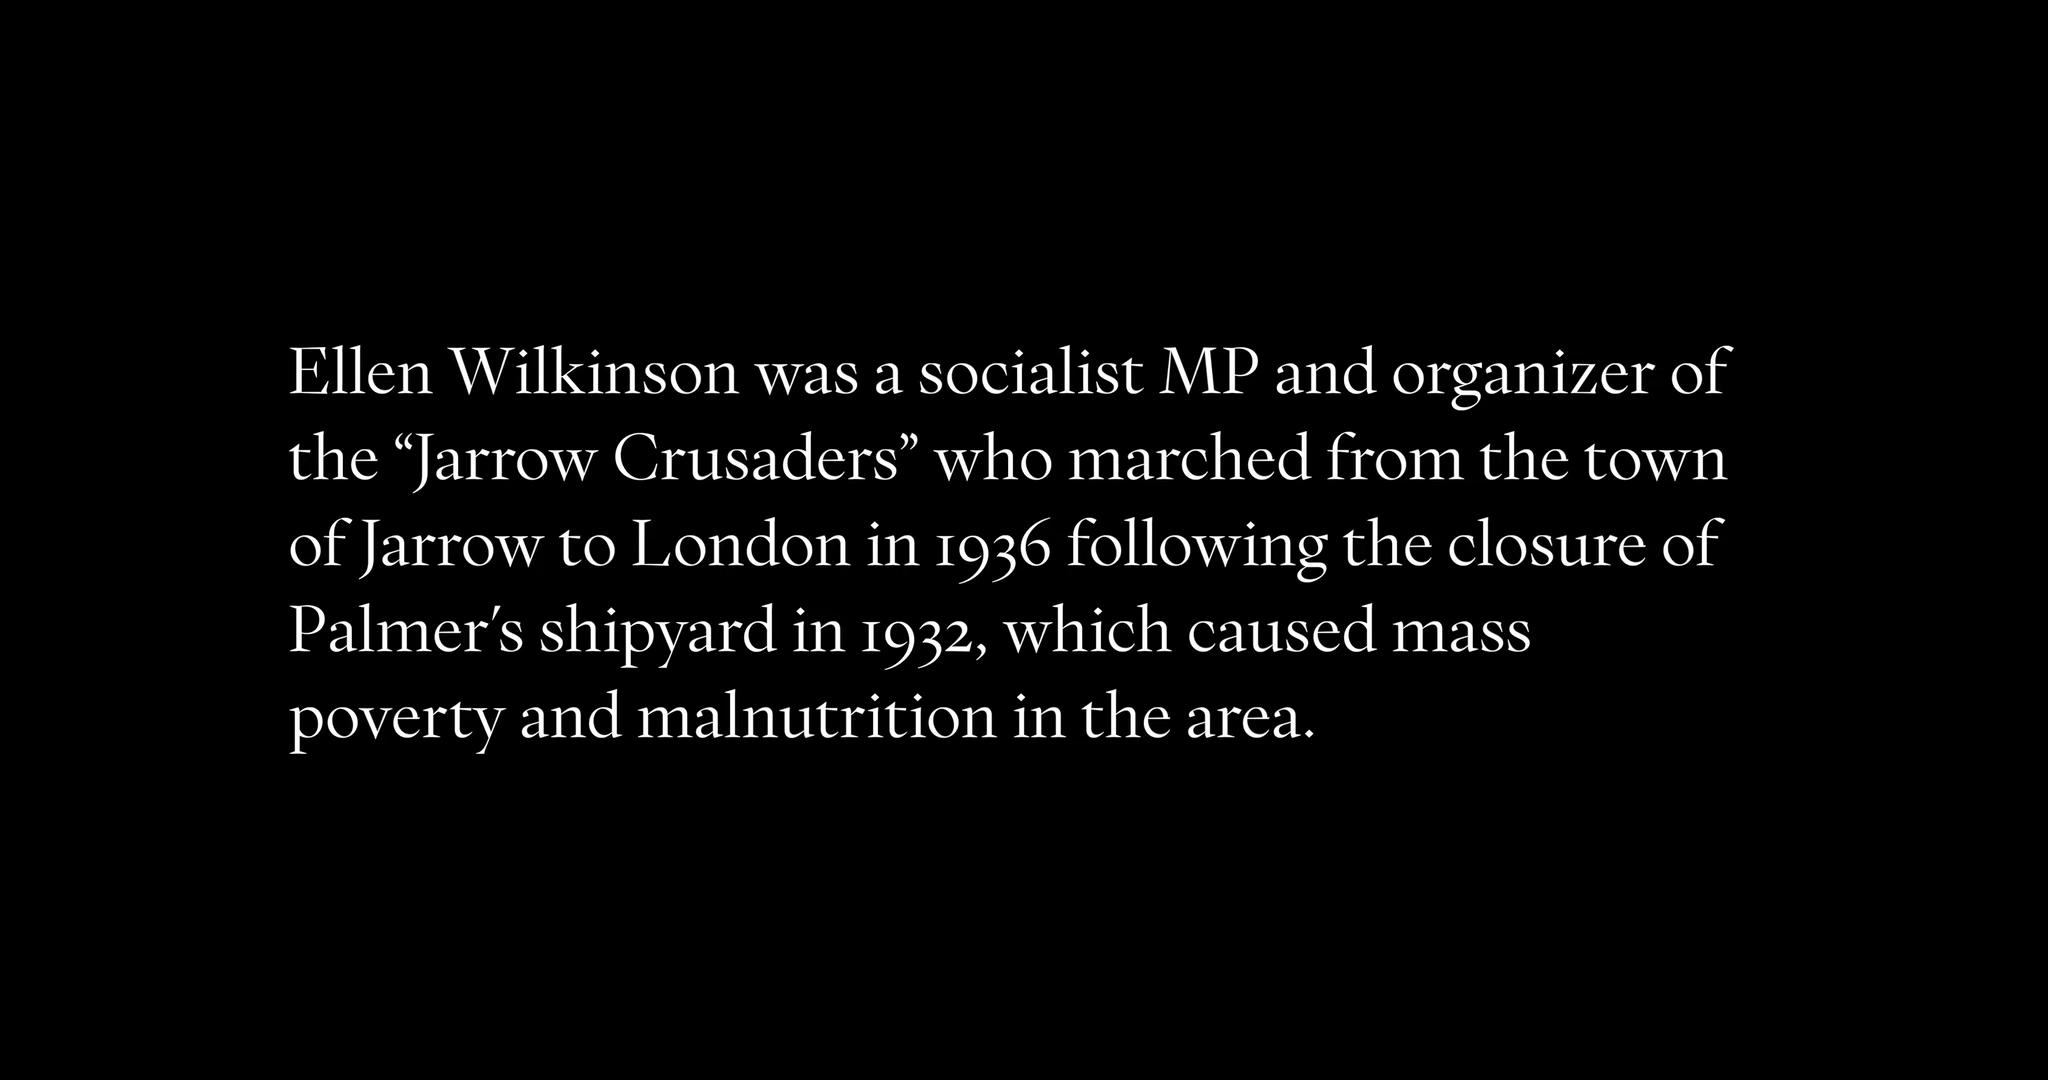 Ellen Wilkinson was a socialist MP and organizer of
the “Jarrow Crusaders” who marched from the town
of Jarrow to London in 1936 following the closure of
Palmer's shipyard in 1932, which caused mass
poverty and malnutrition in the area.